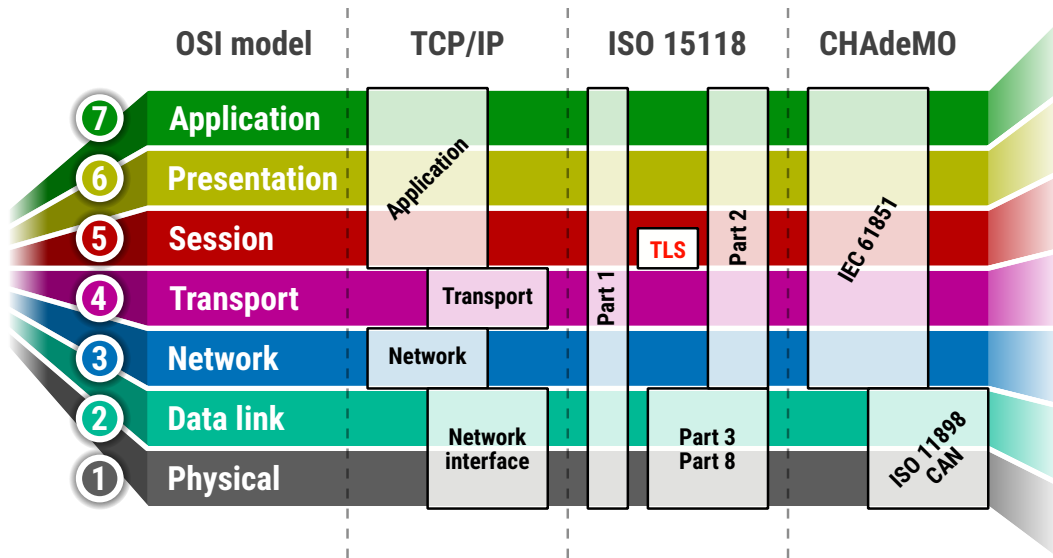 OSI model
TCP/IP
ISO 15118
CHAdeMO
7
Application
6
Presentation
5
Session
4
Transport
3
Network
2
Data link
1
Physical
Application
Transport
Network
Network
interface
Part 1
TLS
Part 2
Part 3
Part 8
IEC 61851
ISO 11898
CAN